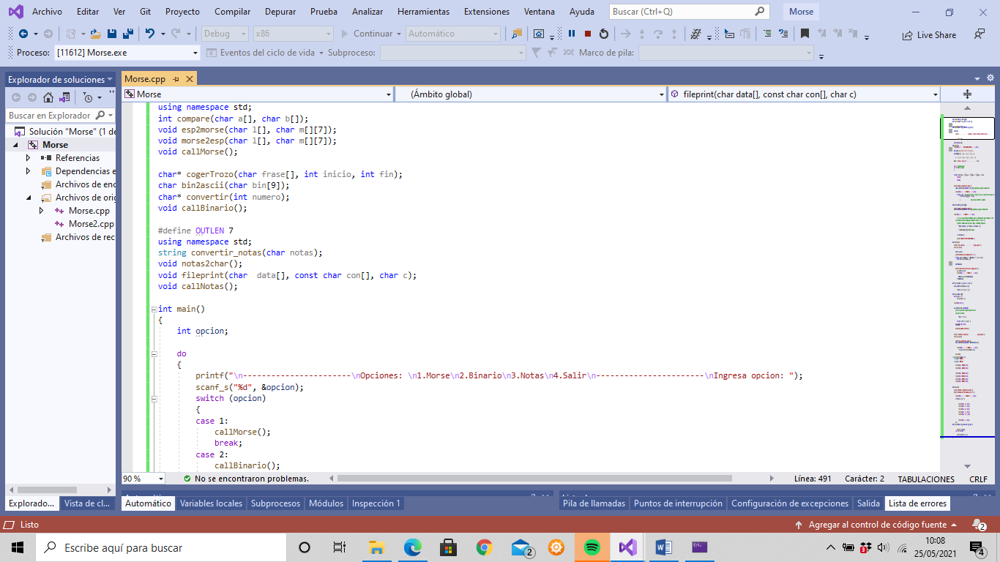 Archivo Editar Ver Git Proyecto Compilar Depurar Prueba Analizar Herramientas Extensiones Ventana Ayuda Buscar (Ctrl+Q) Morse
Debug x86 Continuar Automático Live Share
Proceso: [11612] Morse.exe Eventos del ciclo de vida Subproceso: Marco de pila:
Explorador de soluciones
Buscar en Explorador
Solución "Morse" (1 de
Morse
Referencias
Dependencias e
Archivos de enc
Archivos de orig
Morse.cpp
Morse2.cpp
Archivos de rec
Explorado... Vista de cl...
Morse.cpp
Morse (Ámbito global) fileprint(char data[], const char con[], char c)
using namespace std;
int compare(char a[], char b[]);
void esp2morse(char l[], char m[][7]);
void morse2esp(char l[], char m[][7]);
void callMorse();
char* cogerTrozo(char frase[], int inicio, int fin);
char bin2ascii(char bin[9]);
char* convertir(int numero);
void callBinario();
#define OUTLEN 7
using namespace std;
string convertir_notas(char notas);
void notas2char();
void fileprint(char  data[], const char con[], char c);
void callNotas();
int main()
{
int opcion;
do
{
printf("\n-----------------------\nOpciones: \n1.Morse\n2.Binario\n3.Notas\n4.Salir\n-----------------------\nIngresa opcion: ");
scanf_s("%d", &opcion);
switch (opcion)
{
case 1:
callMorse();
break;
case 2:
callBinario();
90 % No se encontraron problemas. Línea: 491 Carácter: 2 TABULACIONES CRLF
Automático Variables locales Subprocesos Módulos Inspección 1 Pila de llamadas Puntos de interrupción Configuración de excepciones Salida Lista de errores
Listo Agregar al control de código fuente 2
Escribe aquí para buscar 2 3 10:08
25/05/2021 4